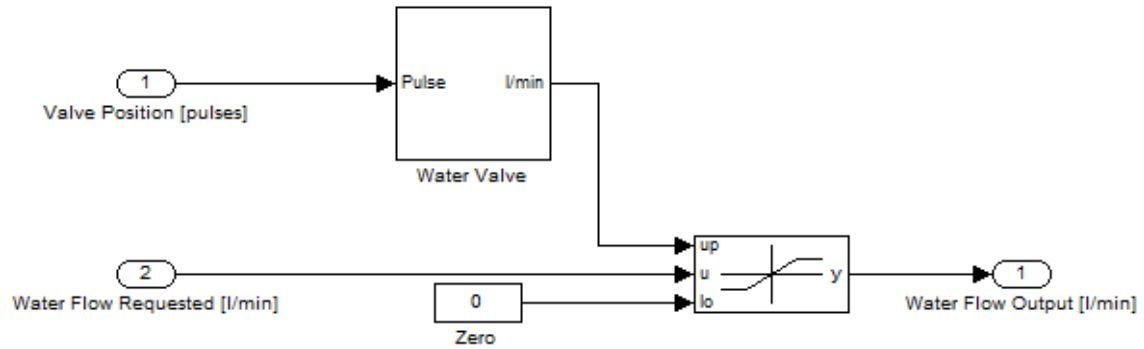 1
Valve Position [pulses]
Pulse
l/min
Water Valve
2
Water Flow Requested [l/min]
0
Zero
up
u
lo
y
1
Water Flow Output [l/min]